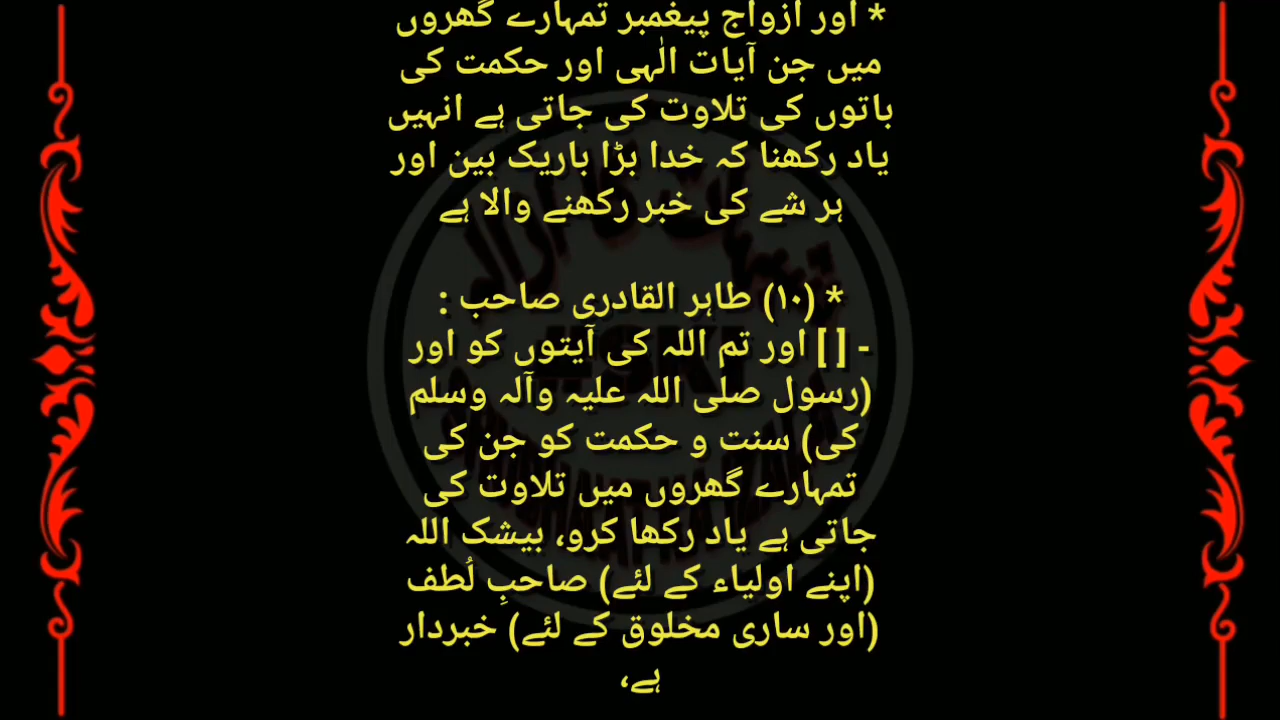 * اور ازواج پیغمبر تمہارے گھروں
میں جن آیات الٰہی اور حکمت کی
باتوں کی تلاوت کی جاتی ہے انہیں
یاد رکھنا کہ خدا بڑا باریک بین اور
ہر شے کی خبر رکھنے والا ہے
* (۱۰) طاہر القادری صاحب :
- [ ] اور تم اللہ کی آیتوں کو اور
(رسول صلی اللہ علیہ وآلہ وسلم
کی) سنت و حکمت کو جن کی
تمہارے گھروں میں تلاوت کی
جاتی ہے یاد رکھا کرو، بیشک اللہ
(اپنے اولیاء کے لئے) صاحبِ لُطف
(اور ساری مخلوق کے لئے) خبردار
ہے،